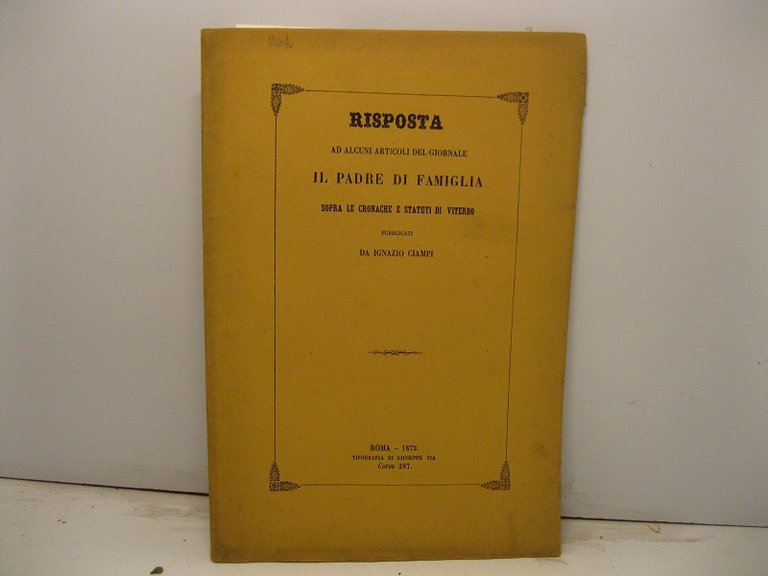 RISPOSTA
AD ALCUNI ARTICOLI DEL GIORNALE
IL PADRE DI FAMIGLIA
SOPRA LE CRONACHE E STATUTI DI VITERBO
PUBBLICATI
DA IGNAZIO CIAMPI
ROMA – 1873.
TIPOGRAFIA DI GIUSEPPE VIA
Corso 387.